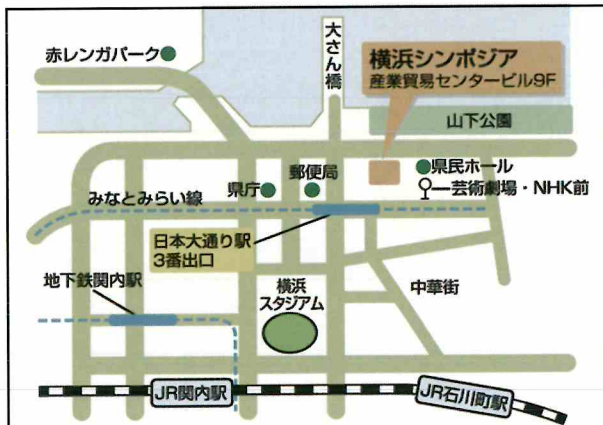 赤レンガパーク
大さん橋
横浜シンポジア
産業貿易センタービル9F
山下公園
県庁
郵便局
県民ホール
芸術劇場・NHK前
みなとみらい線
日本大通り駅
3番出口
地下鉄関内駅
横浜
スタジアム
中華街
JR関内駅
JR石川町駅